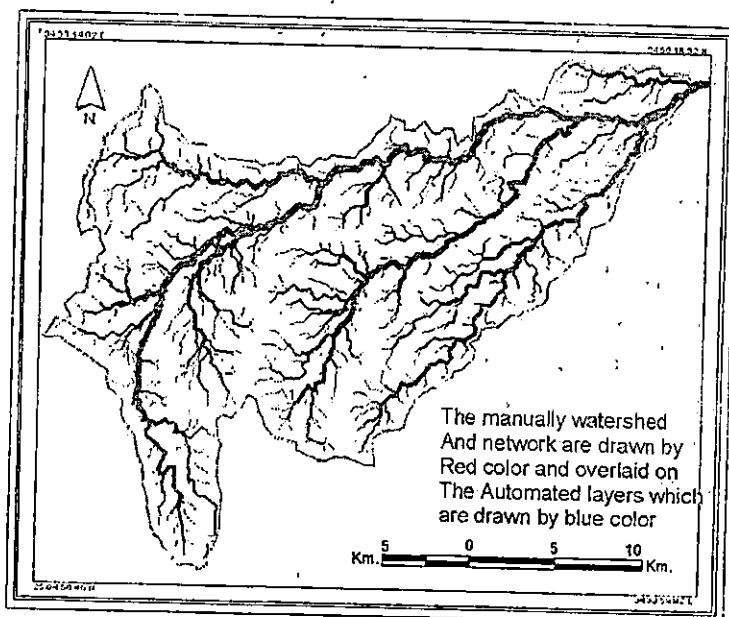 N
The manually watershed
And network are drawn by
Red color and overlaid on
The Automated layers which
are drawn by blue color
5 0 5 10
Km. Km.